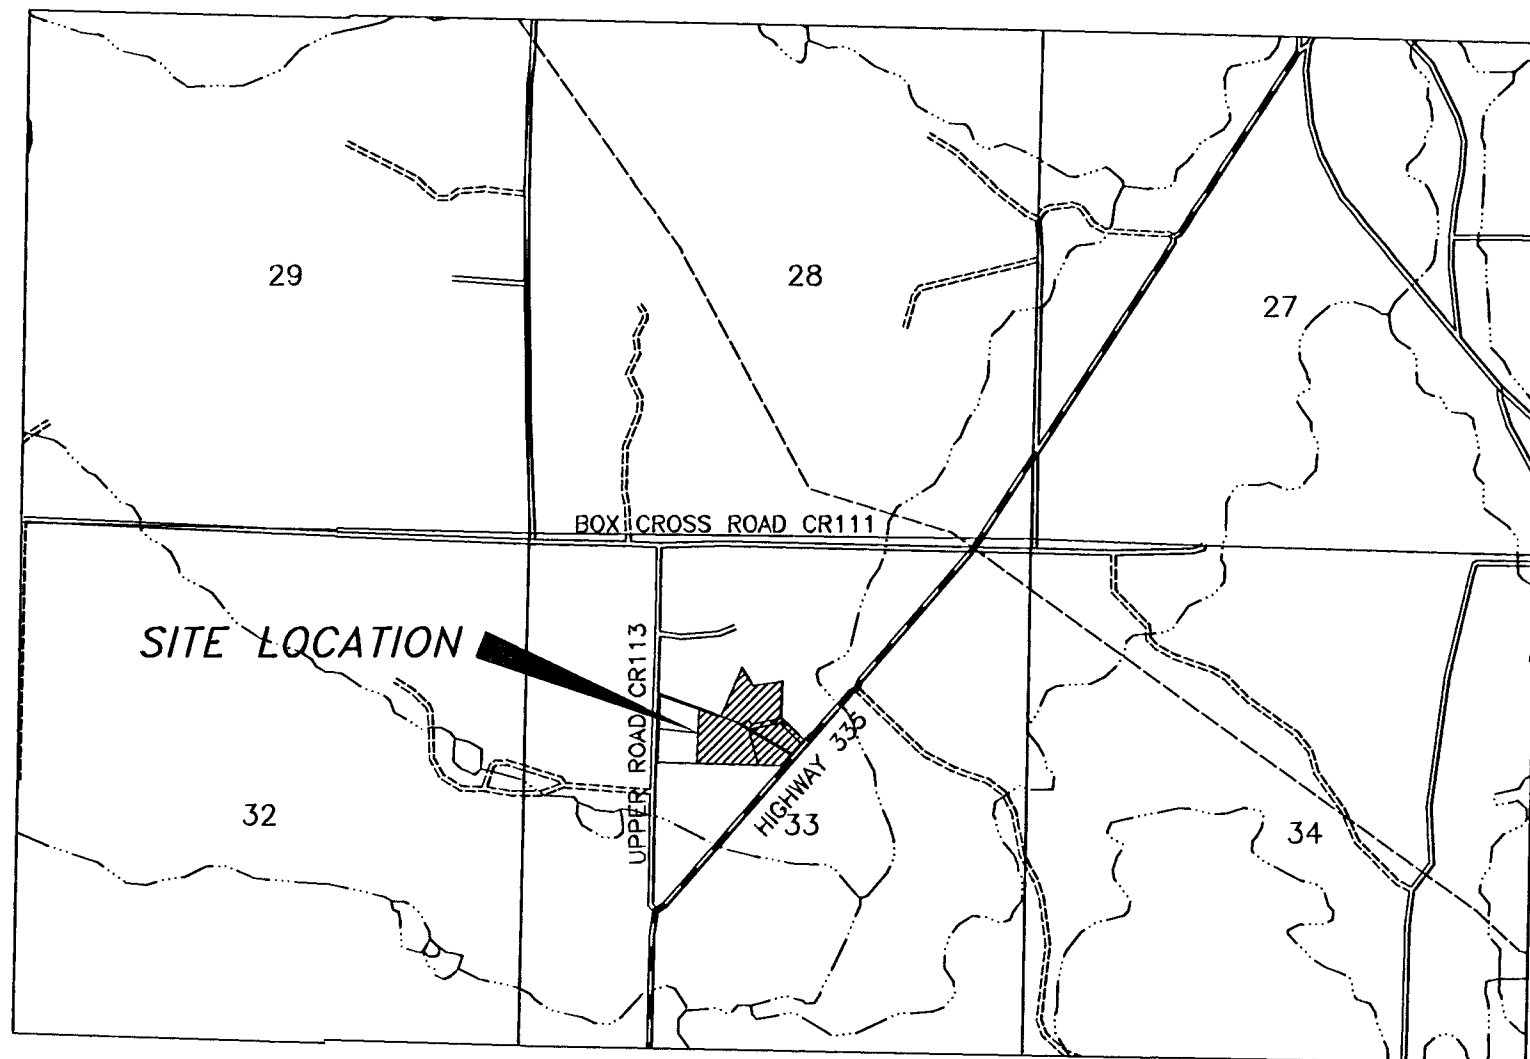 29
28
27
BOX CROSS ROAD CR111
SITE LOCATION
UPPER ROAD CR113
HIGHWAY 335
32
33
34